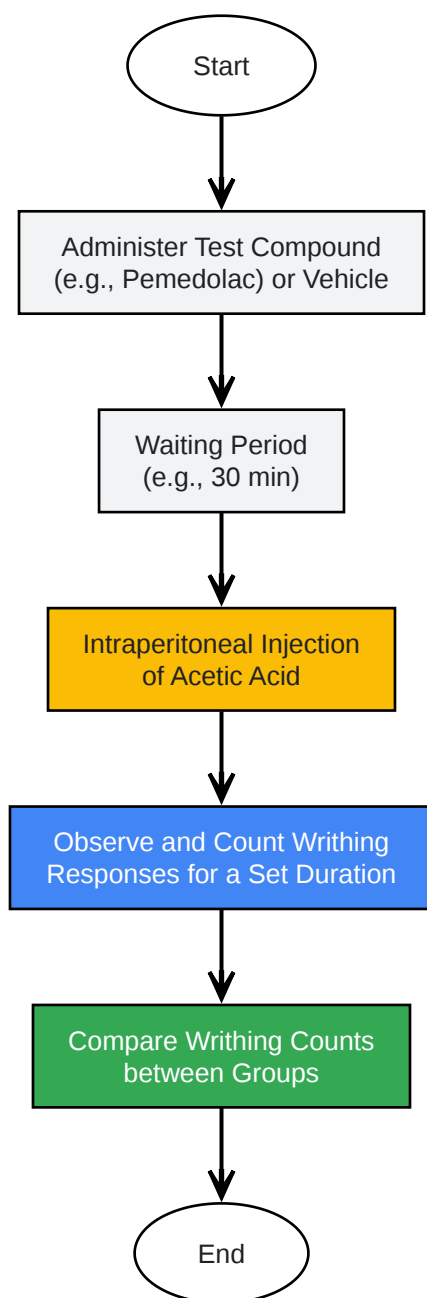 Start
Administer Test Compound
(e.g., Pemedolac) or Vehicle
Waiting Period
(e.g., 30 min)
Intraperitoneal Injection
of Acetic Acid
Observe and Count Writhing
Responses for a Set Duration
Compare Writhing Counts
between Groups
End